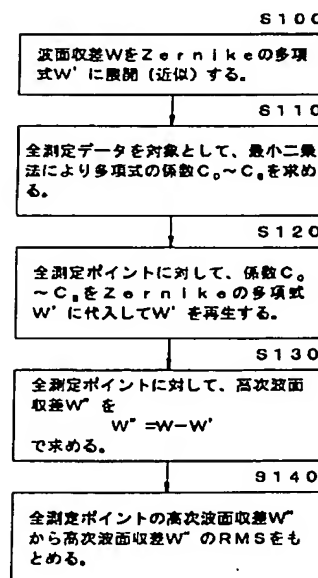 S100
波面収差WをZernikeの多項
式W'に展開（近似）する。
S110
全測定データを対象として、最小二乗
法により多項式の係数C₀～C₈を求め
る。
S120
全測定ポイントに対して、係数C₀
～C₈をZernikeの多項式
W'に代入してW'を再生する。
S130
全測定ポイントに対して、高次波面
収差W"を
W"=W-W'
で求める。
S140
全測定ポイントの高次波面収差W"
から高次波面収差W"のRMSをも
とめる。